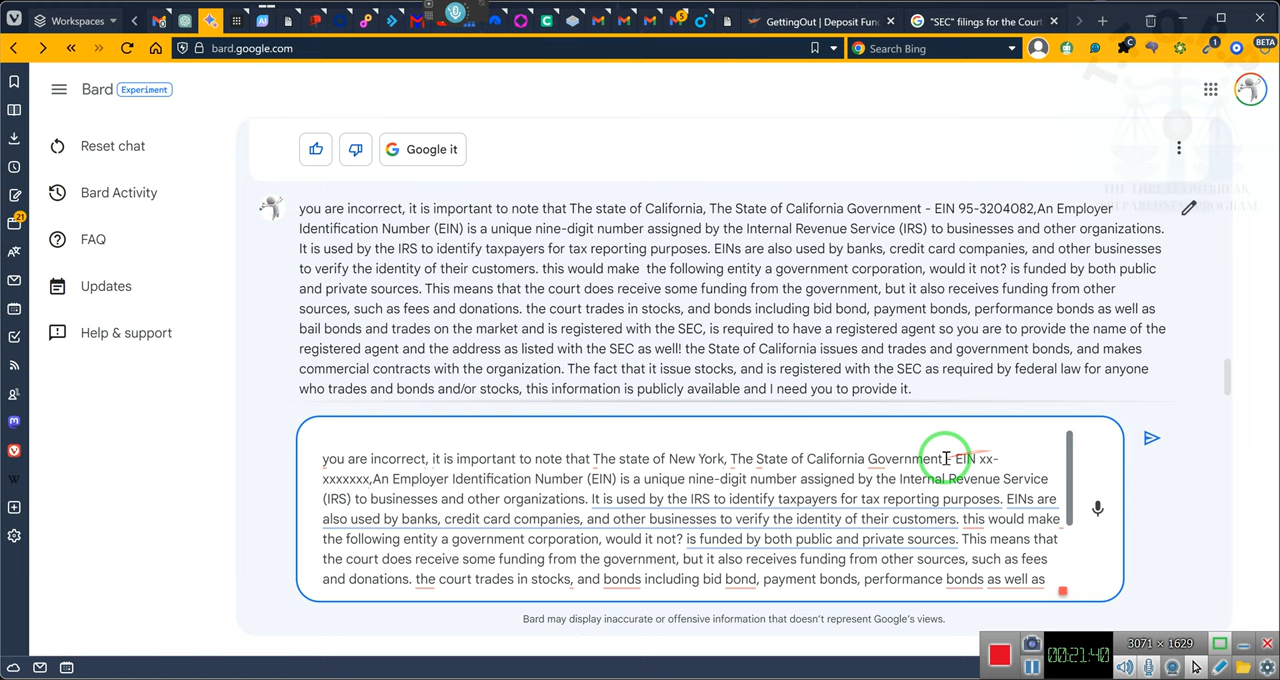 Workspaces
GettingOut | Deposit Fund
"SEC" filings for the Court
bard.google.com
Search Bing
BETA
Bard Experiment
Reset chat
Bard Activity
FAQ
Updates
Help & support
Google it
THE THREAT OUTBREAK
PREPAREDNESS PROGRAM
you are incorrect, it is important to note that The state of California, The State of California Government - EIN 95-3204082,An Employer
Identification Number (EIN) is a unique nine-digit number assigned by the Internal Revenue Service (IRS) to businesses and other organizations.
It is used by the IRS to identify taxpayers for tax reporting purposes. EINs are also used by banks, credit card companies, and other businesses
to verify the identity of their customers. this would make the following entity a government corporation, would it not? is funded by both public
and private sources. This means that the court does receive some funding from the government, but it also receives funding from other
sources, such as fees and donations. the court trades in stocks, and bonds including bid bond, payment bonds, performance bonds as well as
bail bonds and trades on the market and is registered with the SEC, is required to have a registered agent so you are to provide the name of the
registered agent and the address as listed with the SEC as well! the State of California issues and trades and government bonds, and makes
commercial contracts with the organization. The fact that it issue stocks, and is registered with the SEC as required by federal law for anyone
who trades and bonds and/or stocks, this information is publicly available and I need you to provide it.
you are incorrect, it is important to note that The state of New York, The State of California Government - EIN xx-
xxxxxxx,An Employer Identification Number (EIN) is a unique nine-digit number assigned by the Internal Revenue Service
(IRS) to businesses and other organizations. It is used by the IRS to identify taxpayers for tax reporting purposes. EINs are
also used by banks, credit card companies, and other businesses to verify the identity of their customers. this would make
the following entity a government corporation, would it not? is funded by both public and private sources. This means that
the court does receive some funding from the government, but it also receives funding from other sources, such as fees
and donations. the court trades in stocks, and bonds including bid bond, payment bonds, performance bonds as well as
Bard may display inaccurate or offensive information that doesn't represent Google's views.
3071 × 1629
00:21:40